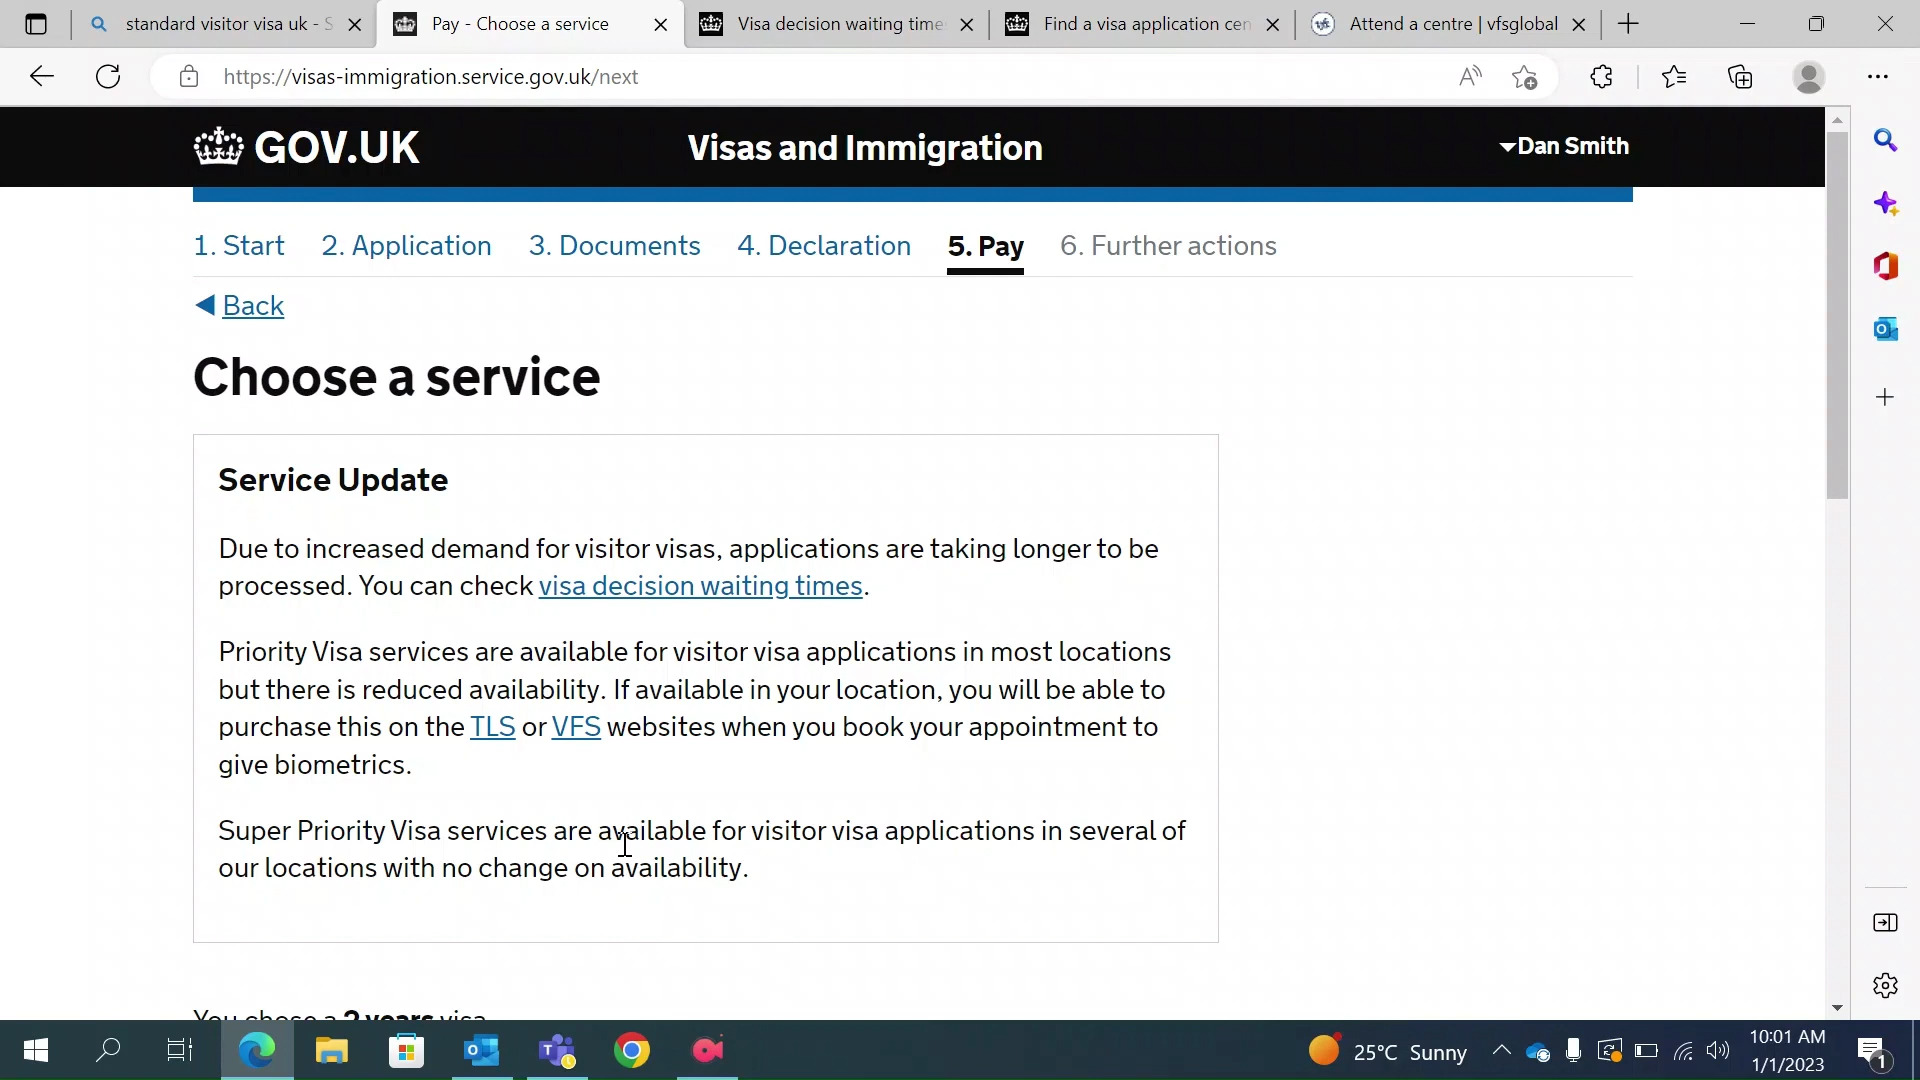 standard visitor visa uk - S
Pay - Choose a service
Visa decision waiting time
Find a visa application cen
Attend a centre | vfsglobal
https://visas-immigration.service.gov.uk/next
GOV.UK
Visas and Immigration
Dan Smith
1. Start
2. Application
3. Documents
4. Declaration
5. Pay
6. Further actions
Back
Choose a service
Service Update
Due to increased demand for visitor visas, applications are taking longer to be
processed. You can check visa decision waiting times.
Priority Visa services are available for visitor visa applications in most locations
but there is reduced availability. If available in your location, you will be able to
purchase this on the TLS or VFS websites when you book your appointment to
give biometrics.
Super Priority Visa services are available for visitor visa applications in several of
our locations with no change on availability.
You chose a 2 years visa
25°C Sunny
10:01 AM
1/1/2023
1